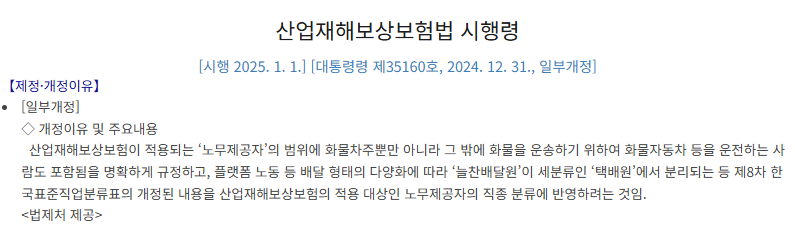 산업재해보상보험법 시행령
[시행 2025. 1. 1.] [대통령령 제35160호, 2024. 12. 31., 일부개정]
【제정·개정이유】
● [일부개정]
◇ 개정이유 및 주요내용
산업재해보상보험이 적용되는 ‘노무제공자’의 범위에 화물차주뿐만 아니라 그 밖에 화물을 운송하기 위하여 화물자동차 등을 운전하는 사
람도 포함됨을 명확하게 규정하고, 플랫폼 노동 등 배달 형태의 다양화에 따라 ‘늘찬배달원’이 세분류인 ‘택배원’에서 분리되는 등 제8차 한
국표준직업분류표의 개정된 내용을 산업재해보상보험의 적용 대상인 노무제공자의 직종 분류에 반영하려는 것임.
<법제처 제공>